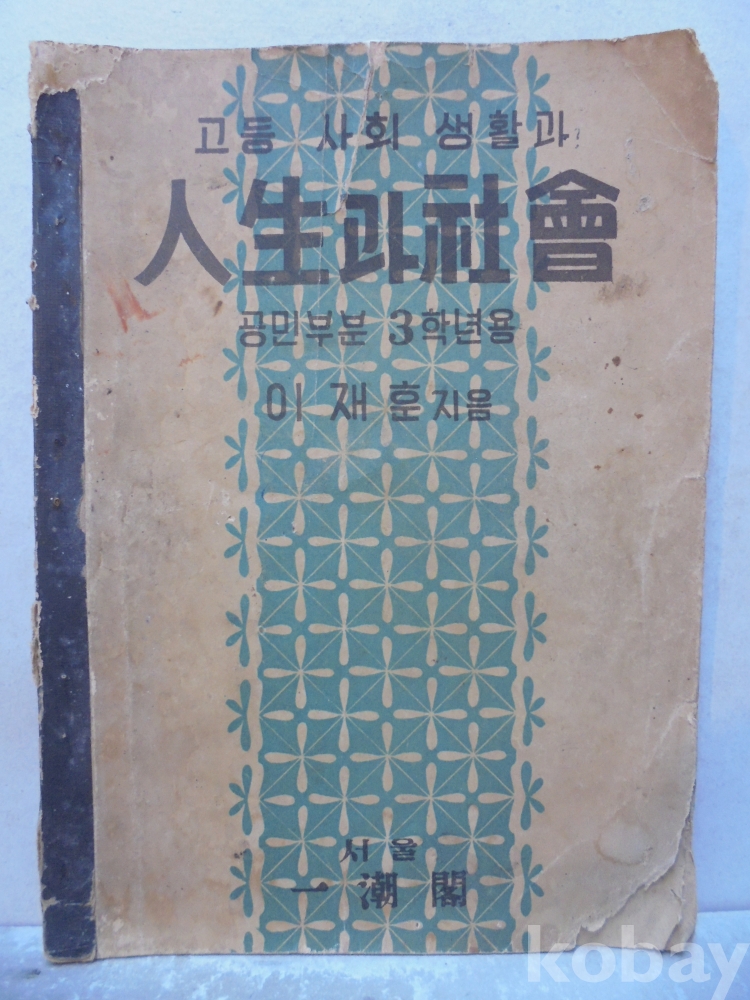 고등 사회 생활과
人生과社會
공민부분 3학년용
이재훈지음
서울
一潮閣
kobay